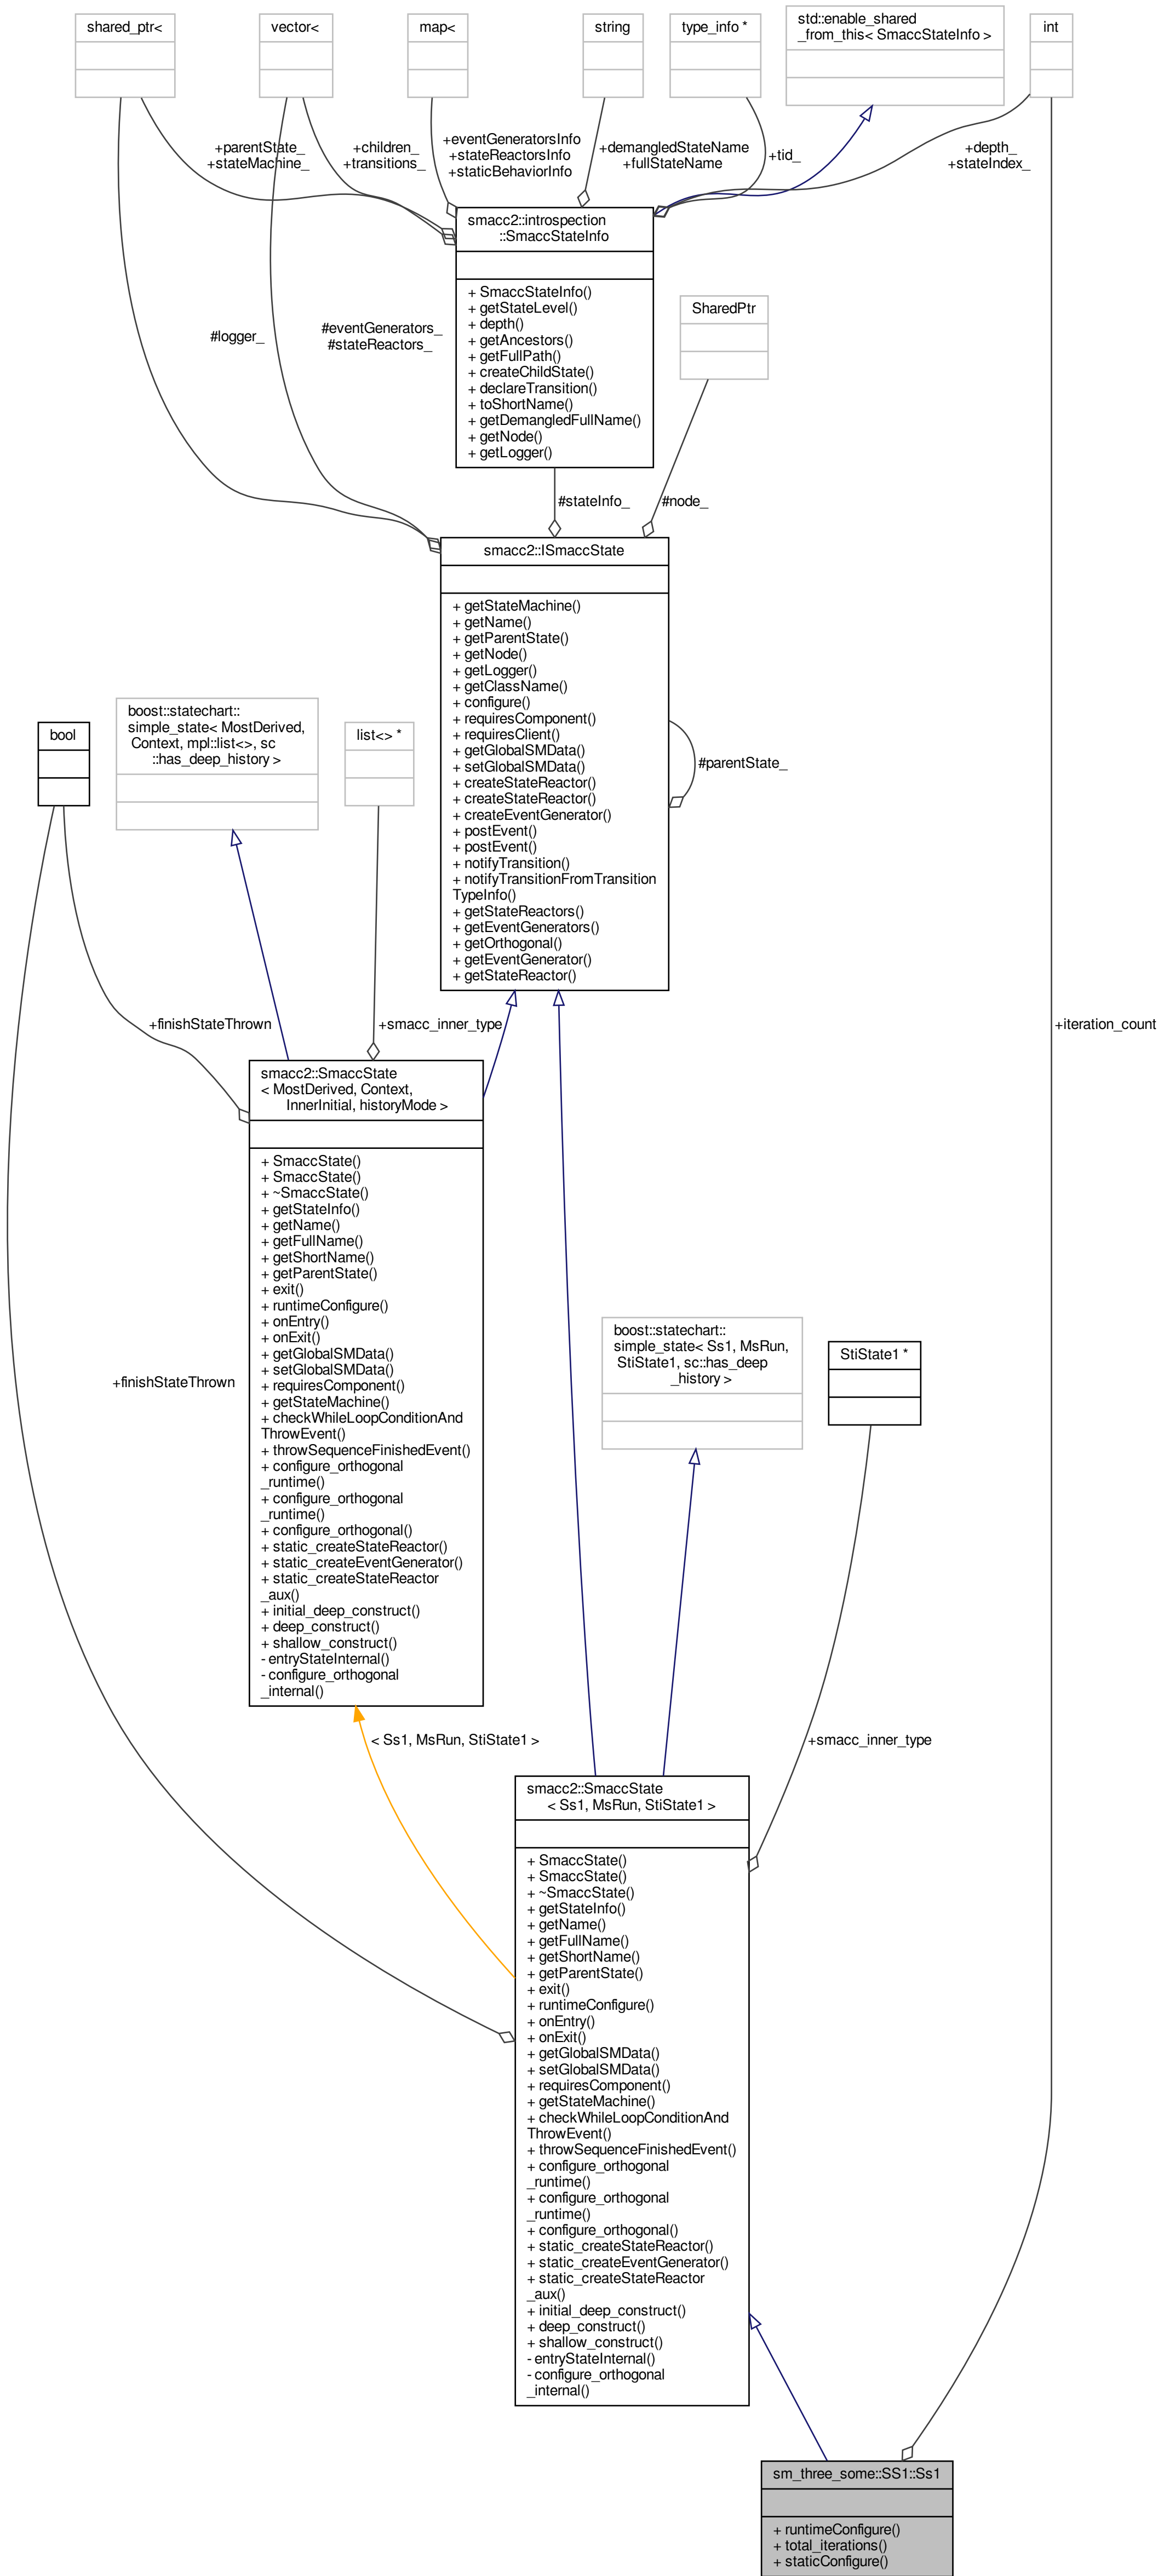 shared_ptr<
vector<
map<
string
type_info *
std::enable_shared
_from_this< SmaccStateInfo >
int
+parentState_
+stateMachine_
+children_
+transitions_
+eventGeneratorsInfo
+stateReactorsInfo
+staticBehaviorInfo
+demangledStateName
+fullStateName
+tid_
+depth_
+stateIndex_
smacc2::introspection
::SmaccStateInfo
+ SmaccStateInfo()
+ getStateLevel()
+ depth()
+ getAncestors()
+ getFullPath()
+ createChildState()
+ declareTransition()
+ toShortName()
+ getDemangledFullName()
+ getNode()
+ getLogger()
SharedPtr
#logger_
#eventGenerators_
#stateReactors_
#stateInfo_
#node_
smacc2::ISmaccState
+ getStateMachine()
+ getName()
+ getParentState()
+ getNode()
+ getLogger()
+ getClassName()
+ configure()
+ requiresComponent()
+ requiresClient()
+ getGlobalSMData()
+ setGlobalSMData()
+ createStateReactor()
+ createStateReactor()
+ createEventGenerator()
+ postEvent()
+ postEvent()
+ notifyTransition()
+ notifyTransitionFromTransition
TypeInfo()
+ getStateReactors()
+ getEventGenerators()
+ getOrthogonal()
+ getEventGenerator()
+ getStateReactor()
#parentState_
bool
boost::statechart::
simple_state< MostDerived,
Context, mpl::list<>, sc
::has_deep_history >
list<> *
+finishStateThrown
+smacc_inner_type
+iteration_count
smacc2::SmaccState
< MostDerived, Context,
InnerInitial, historyMode >
+ SmaccState()
+ SmaccState()
+ ~SmaccState()
+ getStateInfo()
+ getName()
+ getFullName()
+ getShortName()
+ getParentState()
+ exit()
+ runtimeConfigure()
+ onEntry()
+ onExit()
+ getGlobalSMData()
+ setGlobalSMData()
+ requiresComponent()
+ getStateMachine()
+ checkWhileLoopConditionAnd
ThrowEvent()
+ throwSequenceFinishedEvent()
+ configure_orthogonal
_runtime()
+ configure_orthogonal
_runtime()
+ configure_orthogonal()
+ static_createStateReactor()
+ static_createEventGenerator()
+ static_createStateReactor
_aux()
+ initial_deep_construct()
+ deep_construct()
+ shallow_construct()
- entryStateInternal()
- configure_orthogonal
_internal()
+finishStateThrown
boost::statechart::
simple_state< Ss1, MsRun,
StiState1, sc::has_deep
_history >
StiState1 *
< Ss1, MsRun, StiState1 >
+smacc_inner_type
smacc2::SmaccState
< Ss1, MsRun, StiState1 >
+ SmaccState()
+ SmaccState()
+ ~SmaccState()
+ getStateInfo()
+ getName()
+ getFullName()
+ getShortName()
+ getParentState()
+ exit()
+ runtimeConfigure()
+ onEntry()
+ onExit()
+ getGlobalSMData()
+ setGlobalSMData()
+ requiresComponent()
+ getStateMachine()
+ checkWhileLoopConditionAnd
ThrowEvent()
+ throwSequenceFinishedEvent()
+ configure_orthogonal
_runtime()
+ configure_orthogonal
_runtime()
+ configure_orthogonal()
+ static_createStateReactor()
+ static_createEventGenerator()
+ static_createStateReactor
_aux()
+ initial_deep_construct()
+ deep_construct()
+ shallow_construct()
- entryStateInternal()
- configure_orthogonal
_internal()
sm_three_some::SS1::Ss1
+ runtimeConfigure()
+ total_iterations()
+ staticConfigure()